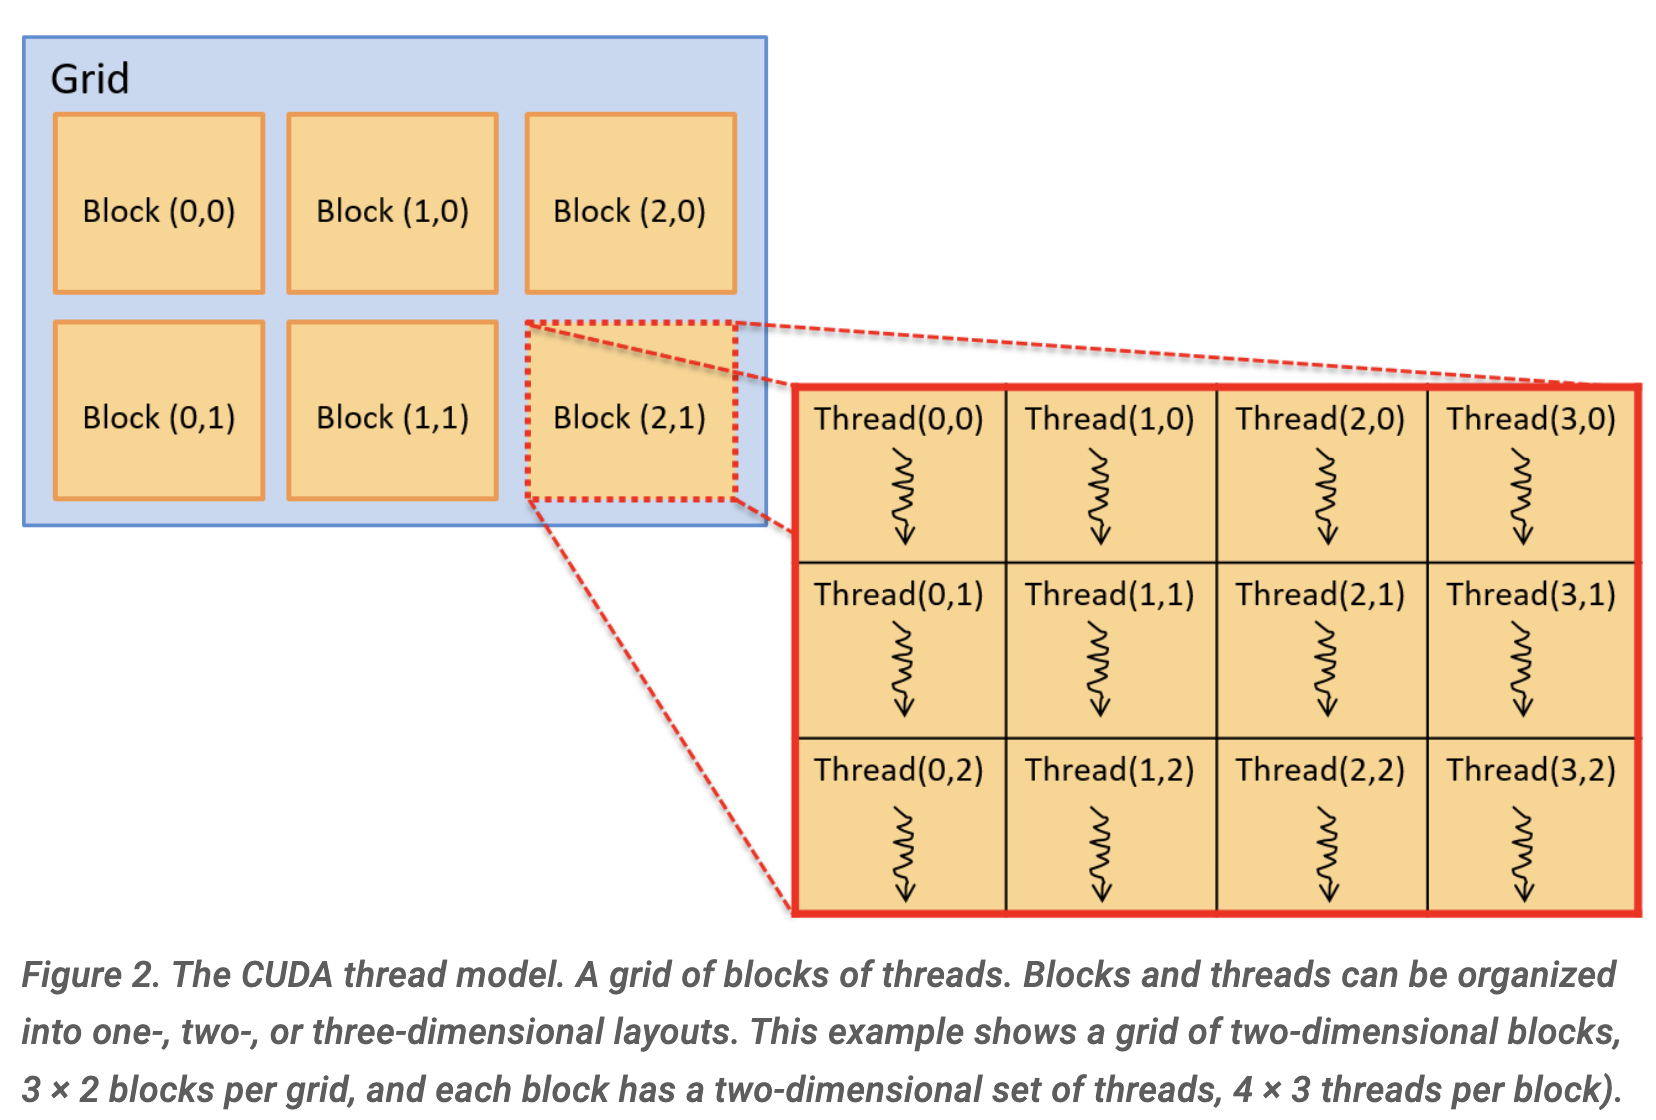 Grid
Block (0,0) Block (1,0) Block (2,0)
Block (0,1) Block (1,1) Block (2,1)
Thread(0,0) Thread(1,0) Thread(2,0) Thread(3,0)
Thread(0,1) Thread(1,1) Thread(2,1) Thread(3,1)
Thread(0,2) Thread(1,2) Thread(2,2) Thread(3,2)
Figure 2. The CUDA thread model. A grid of blocks of threads. Blocks and threads can be organized
into one-, two-, or three-dimensional layouts. This example shows a grid of two-dimensional blocks,
3 × 2 blocks per grid, and each block has a two-dimensional set of threads, 4 × 3 threads per block).